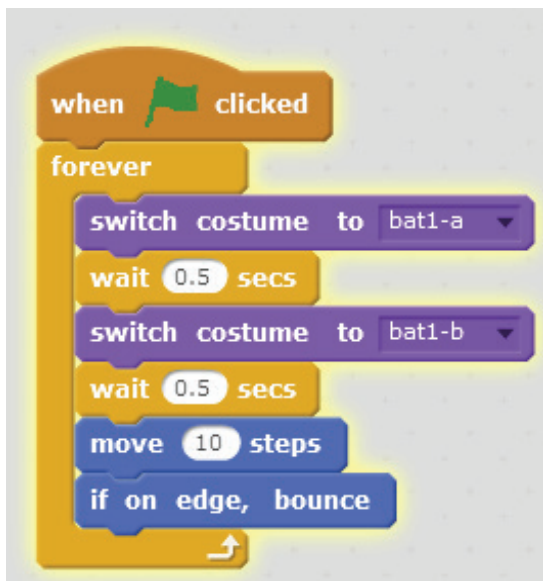 when clicked
forever
switch costume to bat1-a
wait 0.5 secs
switch costume to bat1-b
wait 0.5 secs
move 10 steps
if on edge, bounce